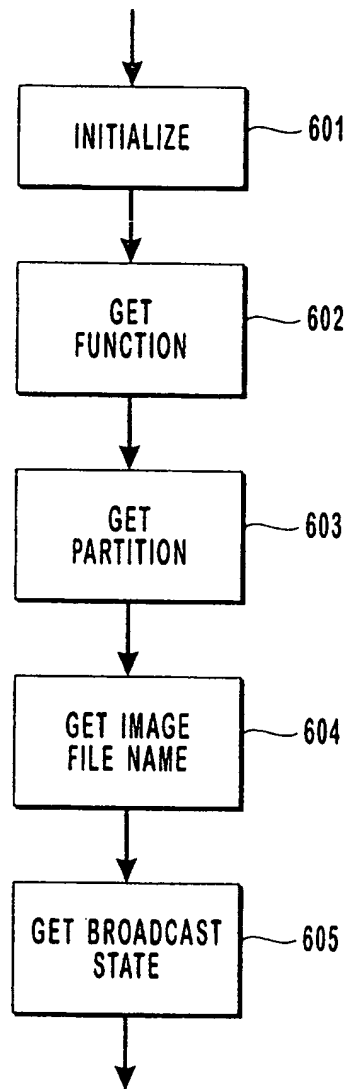 INITIALIZE
601
GET
FUNCTION
602
GET
PARTITION
603
GET IMAGE
FILE NAME
604
GET BROADCAST
STATE
605